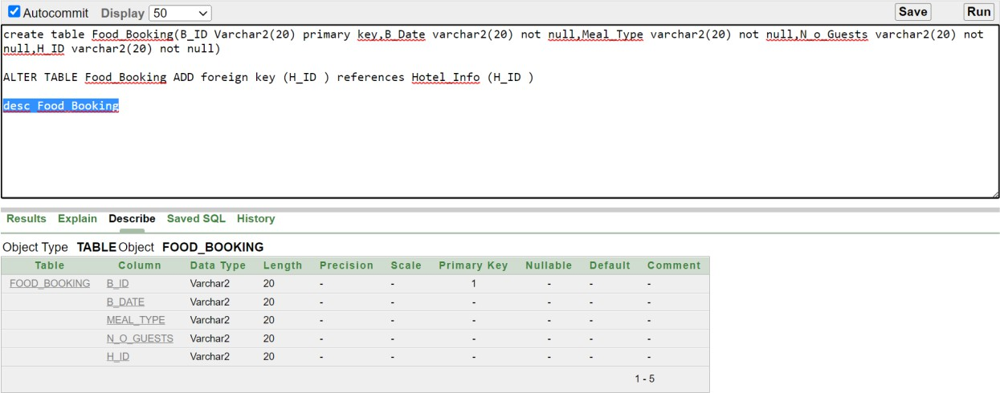 Autocommit Display 50 Save Run
create table Food_Booking(B_ID Varchar2(20) primary key,B_Date varchar2(20) not null,Meal_Type varchar2(20) not null,N_o_Guests varchar2(20) not
null,H_ID varchar2(20) not null)
ALTER TABLE Food_Booking ADD foreign key (H_ID ) references Hotel_Info (H_ID )
desc Food_Booking
Results Explain Describe Saved SQL History
Object Type TABLE Object FOOD_BOOKING
Table Column Data Type Length Precision Scale Primary Key Nullable Default Comment
FOOD_BOOKING B_ID Varchar2 20 - - 1 - - -
B_DATE Varchar2 20 - - - - - -
MEAL_TYPE Varchar2 20 - - - - - -
N_O_GUESTS Varchar2 20 - - - - - -
H_ID Varchar2 20 - - - - - -
1 - 5